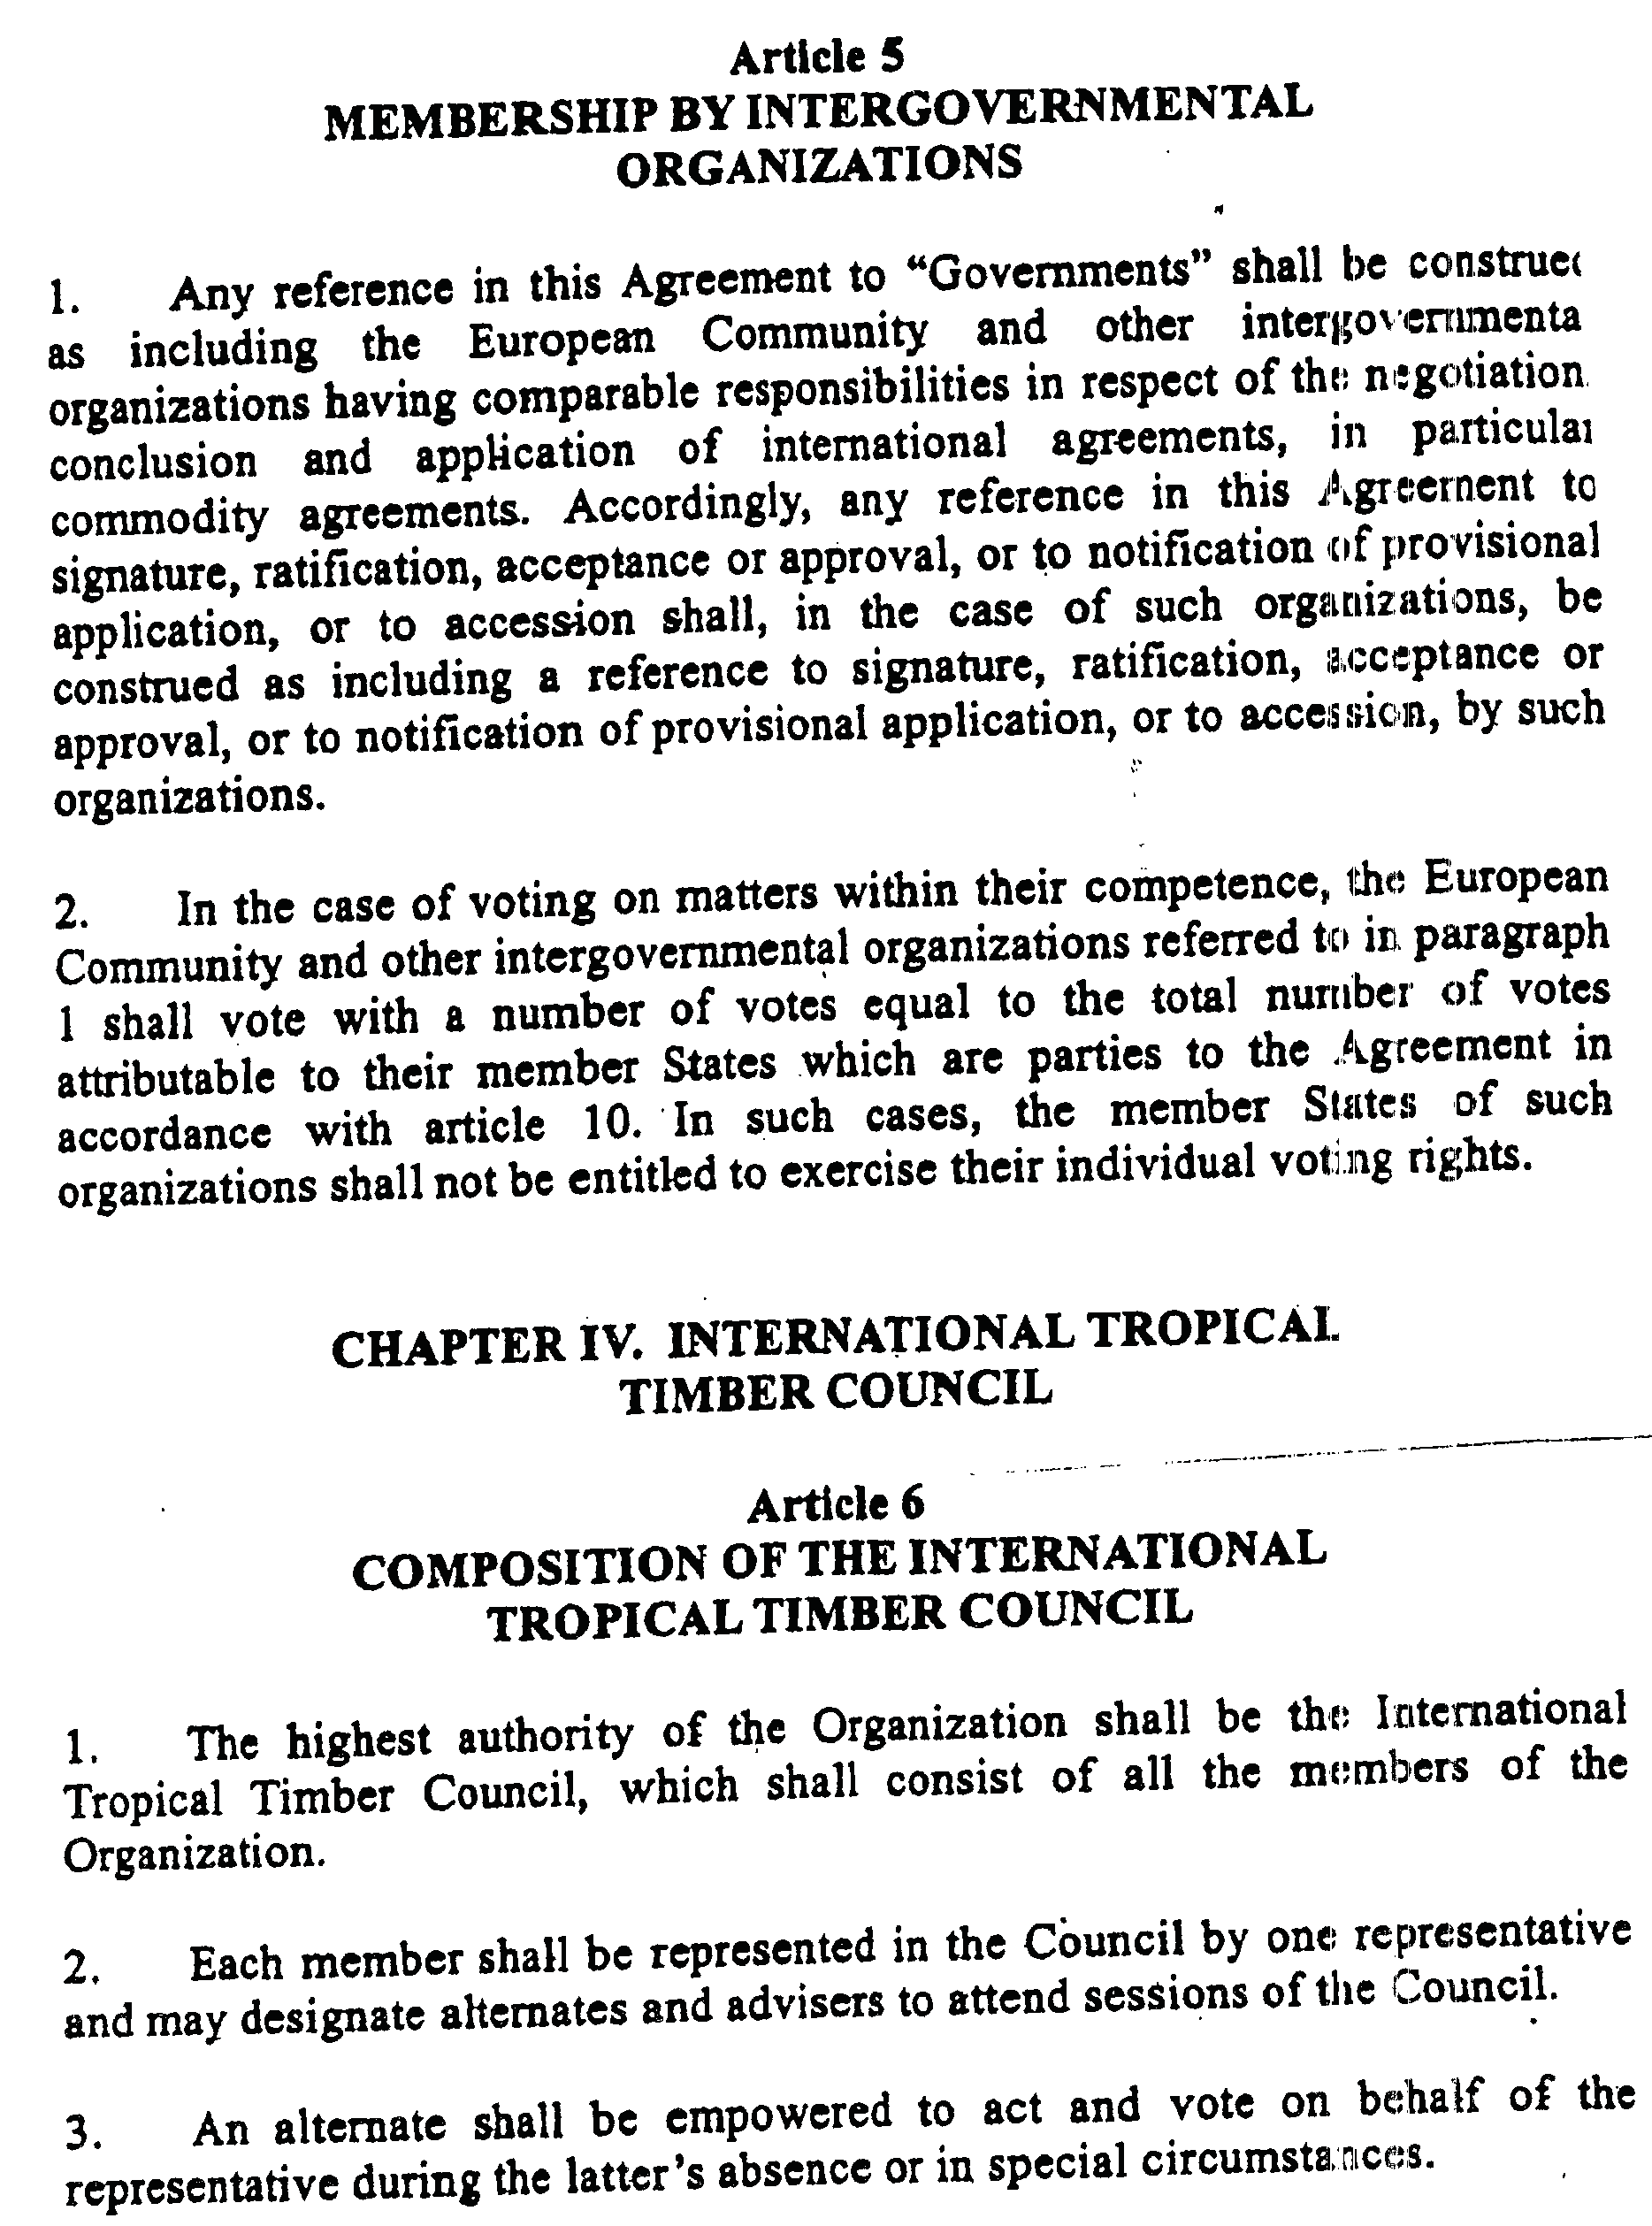 Article 5
MEMBERSHIP BY INTERGOVERNMENTAL
ORGANIZATIONS
1. Any reference in this Agreement to “Governments” shall be construed
as including the European Community and other intergovernmenta
organizations having comparable responsibilities in respect of the negotiation
conclusion and application of international agreements, in particular
commodity agreements. Accordingly, any reference in this Agreement to
signature, ratification, acceptance or approval, or to notification of provisional
application, or to accession shall, in the case of such organizations, be
construed as including a reference to signature, ratification, acceptance or
approval, or to notification of provisional application, or to accession, by such
organizations.
2. In the case of voting on matters within their competence, the European
Community and other intergovernmental organizations referred to in paragraph
1 shall vote with a number of votes equal to the total number of votes
attributable to their member States which are parties to the Agreement in
accordance with article 10. In such cases, the member States of such
organizations shall not be entitled to exercise their individual voting rights.
CHAPTER IV. INTERNATIONAL TROPICAL
TIMBER COUNCIL
Article 6
COMPOSITION OF THE INTERNATIONAL
TROPICAL TIMBER COUNCIL
1. The highest authority of the Organization shall be the International
Tropical Timber Council, which shall consist of all the members of the
Organization.
2. Each member shall be represented in the Council by one representative
and may designate alternates and advisers to attend sessions of the Council.
3. An alternate shall be empowered to act and vote on behalf of the
representative during the latter’s absence or in special circumstances.